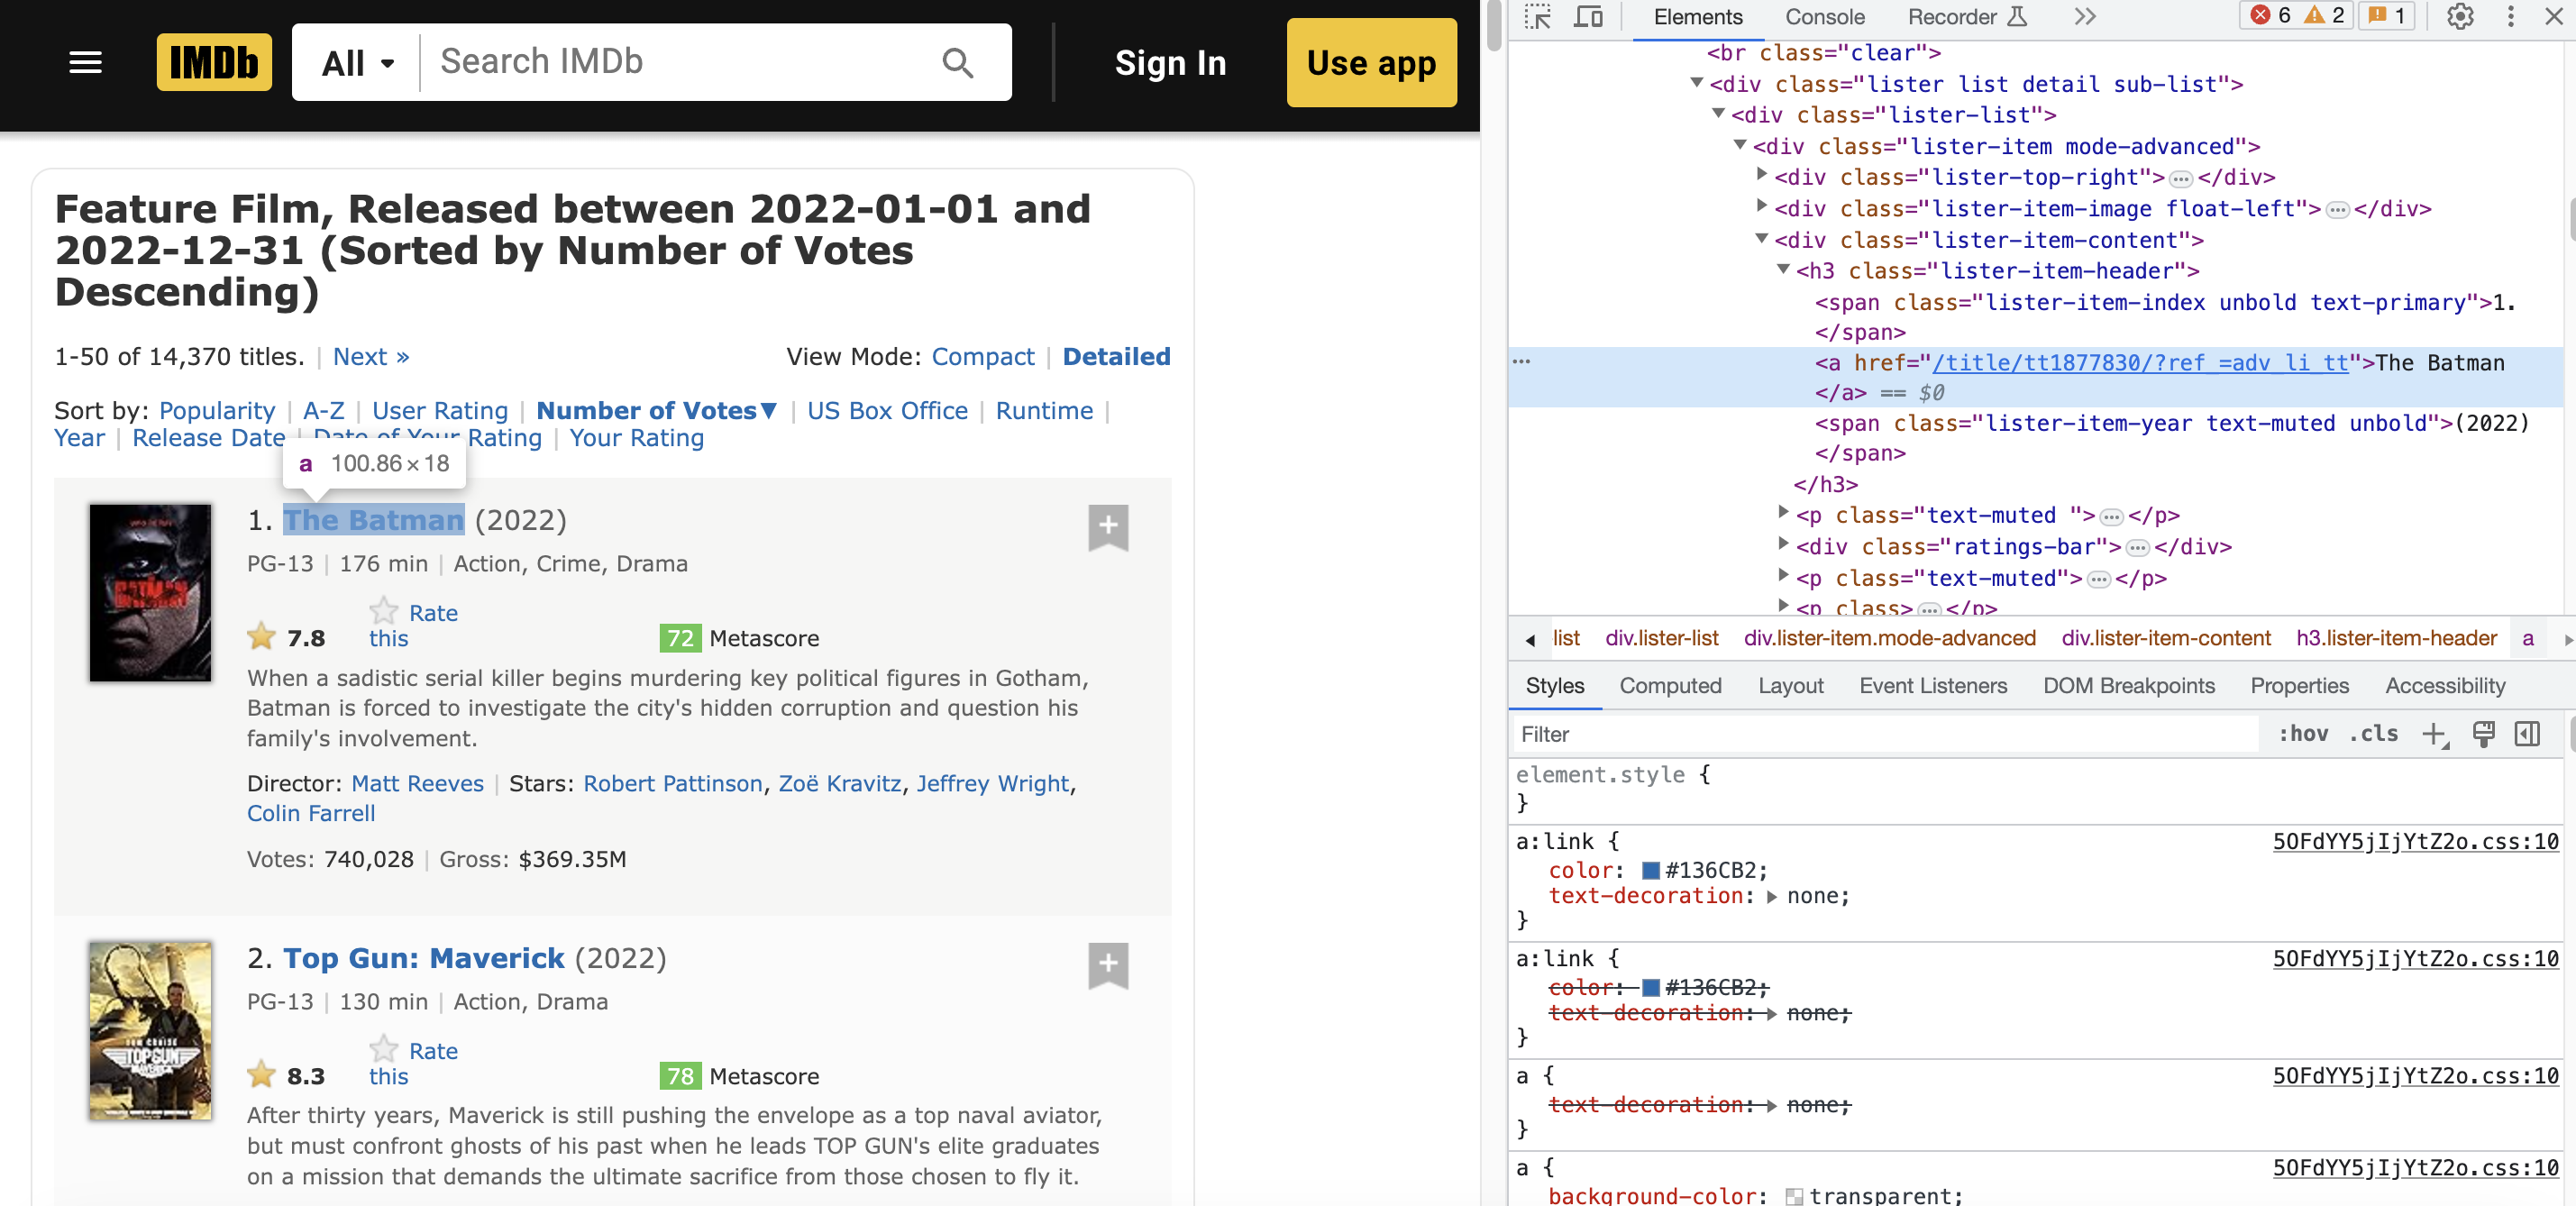 IMDb
All
Search IMDb
Sign In
Use app
Feature Film, Released between 2022-01-01 and
2022-12-31 (Sorted by Number of Votes
Descending)
1-50 of 14,370 titles. | Next »
View Mode: Compact | Detailed
Sort by: Popularity | A-Z | User Rating | Number of Votes▼ | US Box Office | Runtime |
Year | Release Date | Date of Your Rating | Your Rating
a 100.86×18
1. The Batman (2022)
PG-13 | 176 min | Action, Crime, Drama
7.8
Rate
this
72 Metascore
When a sadistic serial killer begins murdering key political figures in Gotham,
Batman is forced to investigate the city's hidden corruption and question his
family's involvement.
Director: Matt Reeves | Stars: Robert Pattinson, Zoë Kravitz, Jeffrey Wright,
Colin Farrell
Votes: 740,028 | Gross: $369.35M
BATMAN
2. Top Gun: Maverick (2022)
PG-13 | 130 min | Action, Drama
8.3
Rate
this
78 Metascore
After thirty years, Maverick is still pushing the envelope as a top naval aviator,
but must confront ghosts of his past when he leads TOP GUN's elite graduates
on a mission that demands the ultimate sacrifice from those chosen to fly it.
TOM CRUISE
TOP GUN
MAVERICK
Elements Console Recorder 6 2 1
<br class="clear">
<div class="lister list detail sub-list">
<div class="lister-list">
<div class="lister-item mode-advanced">
<div class="lister-top-right">…</div>
<div class="lister-item-image float-left">…</div>
<div class="lister-item-content">
<h3 class="lister-item-header">
<span class="lister-item-index unbold text-primary">1.
</span>
<a href="/title/tt1877830/?ref_=adv_li_tt">The Batman
</a> == $0
<span class="lister-item-year text-muted unbold">(2022)
</span>
</h3>
<p class="text-muted ">…</p>
<div class="ratings-bar">…</div>
<p class="text-muted">…</p>
<p class>…</p>
list div.lister-list div.lister-item.mode-advanced div.lister-item-content h3.lister-item-header a
Styles Computed Layout Event Listeners DOM Breakpoints Properties Accessibility
Filter :hov .cls
element.style {
}
a:link { 5OFdYY5jIjYtZ2o.css:10
color: #136CB2;
text-decoration: none;
}
a:link { 5OFdYY5jIjYtZ2o.css:10
color: #136CB2;
text-decoration: none;
}
a { 5OFdYY5jIjYtZ2o.css:10
text-decoration: none;
}
a { 5OFdYY5jIjYtZ2o.css:10
background-color: transparent;